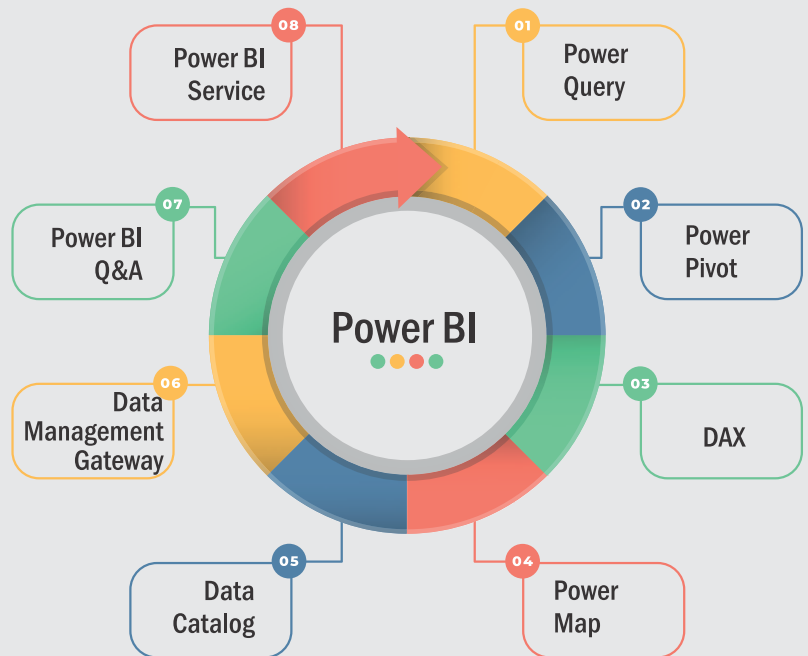 08
Power BI
Service
01
Power
Query
07
Power BI
Q&A
02
Power
Pivot
Power BI
06
Data
Management
Gateway
03
DAX
05
Data
Catalog
04
Power
Map